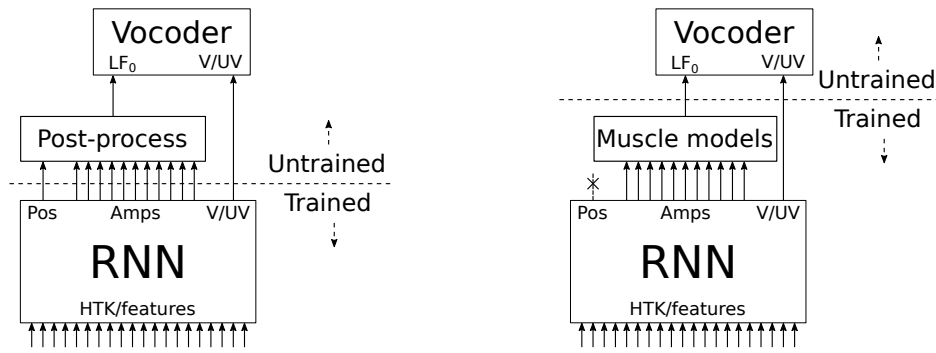 Vocoder
LF₀ V/UV
Post-process
Untrained
Trained
Pos Amps V/UV
RNN
HTK/features
Vocoder
LF₀ V/UV
Untrained
Trained
Muscle models
Pos Amps V/UV
RNN
HTK/features